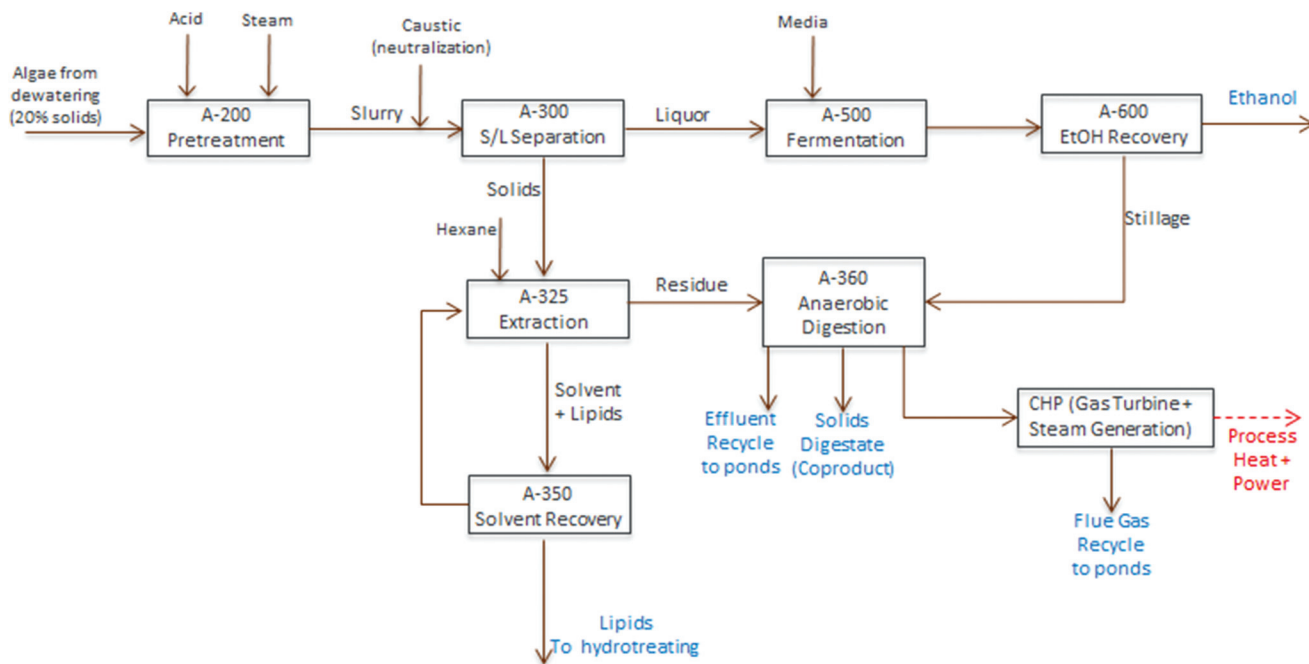 Acid
Steam
Caustic
(neutralization)
Media
Algae from
dewatering
(20% solids)
A-200
Pretreatment
Slurry
A-300
S/L Separation
Liquor
A-500
Fermentation
A-600
EtOH Recovery
Ethanol
Solids
Hexane
Stillage
A-325
Extraction
Residue
A-360
Anaerobic
Digestion
Solvent
+ Lipids
Effluent
Recycle
to ponds
Solids
Digestate
(Coproduct)
CHP (Gas Turbine +
Steam Generation)
Process
Heat +
Power
A-350
Solvent Recovery
Flue Gas
Recycle
to ponds
Lipids
To hydrotreating